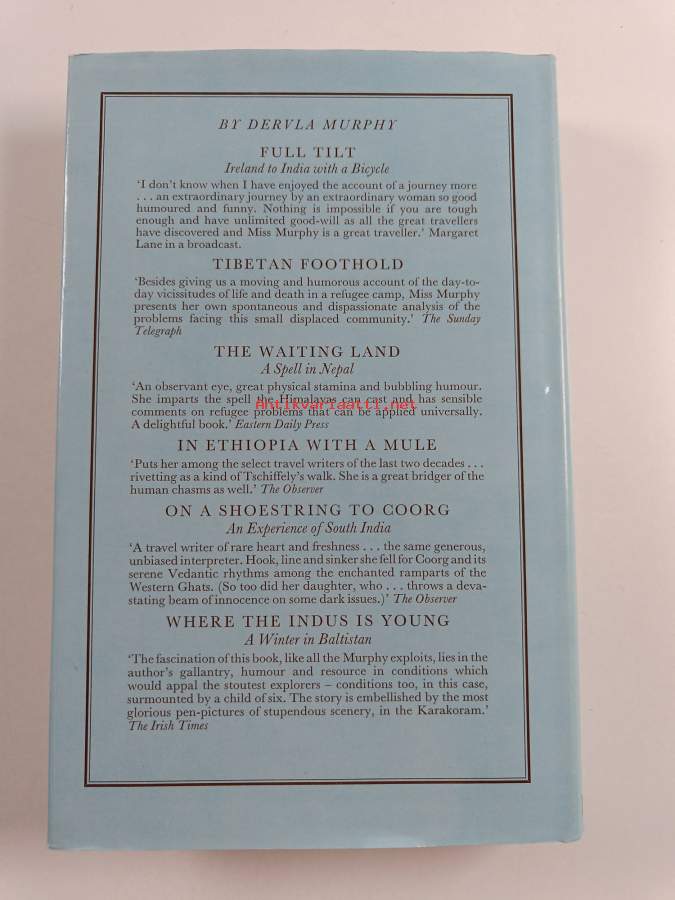 BY DERVLA MURPHY
FULL TILT
Ireland to India with a Bicycle
'I don't know when I have enjoyed the account of a journey more
. . . an extraordinary journey by an extraordinary woman so good
humoured and funny. Nothing is impossible if you are tough
enough and have unlimited good-will as all the great travellers
have discovered and Miss Murphy is a great traveller.' Margaret
Lane in a broadcast.
TIBETAN FOOTHOLD
'Besides giving us a moving and humorous account of the day-to-
day vicissitudes of life and death in a refugee camp, Miss Murphy
presents her own spontaneous and dispassionate analysis of the
problems facing this small displaced community.' The Sunday
Telegraph
THE WAITING LAND
A Spell in Nepal
'An observant eye, great physical stamina and bubbling humour.
She imparts the spell the Himalayas can cast and has sensible
Antikvariaatti.net
comments on refugee problems that can be applied universally.
A delightful book.' Eastern Daily Press
IN ETHIOPIA WITH A MULE
'Puts her among the select travel writers of the last two decades . . .
rivetting as a kind of Tschiffely's walk. She is a great bridger of the
human chasms as well.' The Observer
ON A SHOESTRING TO COORG
An Experience of South India
'A travel writer of rare heart and freshness . . . the same generous,
unbiased interpreter. Hook, line and sinker she fell for Coorg and its
serene Vedantic rhythms among the enchanted ramparts of the
Western Ghats. (So too did her daughter, who . . . throws a deva-
stating beam of innocence on some dark issues.)' The Observer
WHERE THE INDUS IS YOUNG
A Winter in Baltistan
'The fascination of this book, like all the Murphy exploits, lies in the
author's gallantry, humour and resource in conditions which
would appal the stoutest explorers – conditions too, in this case,
surmounted by a child of six. The story is embellished by the most
glorious pen-pictures of stupendous scenery, in the Karakoram.'
The Irish Times